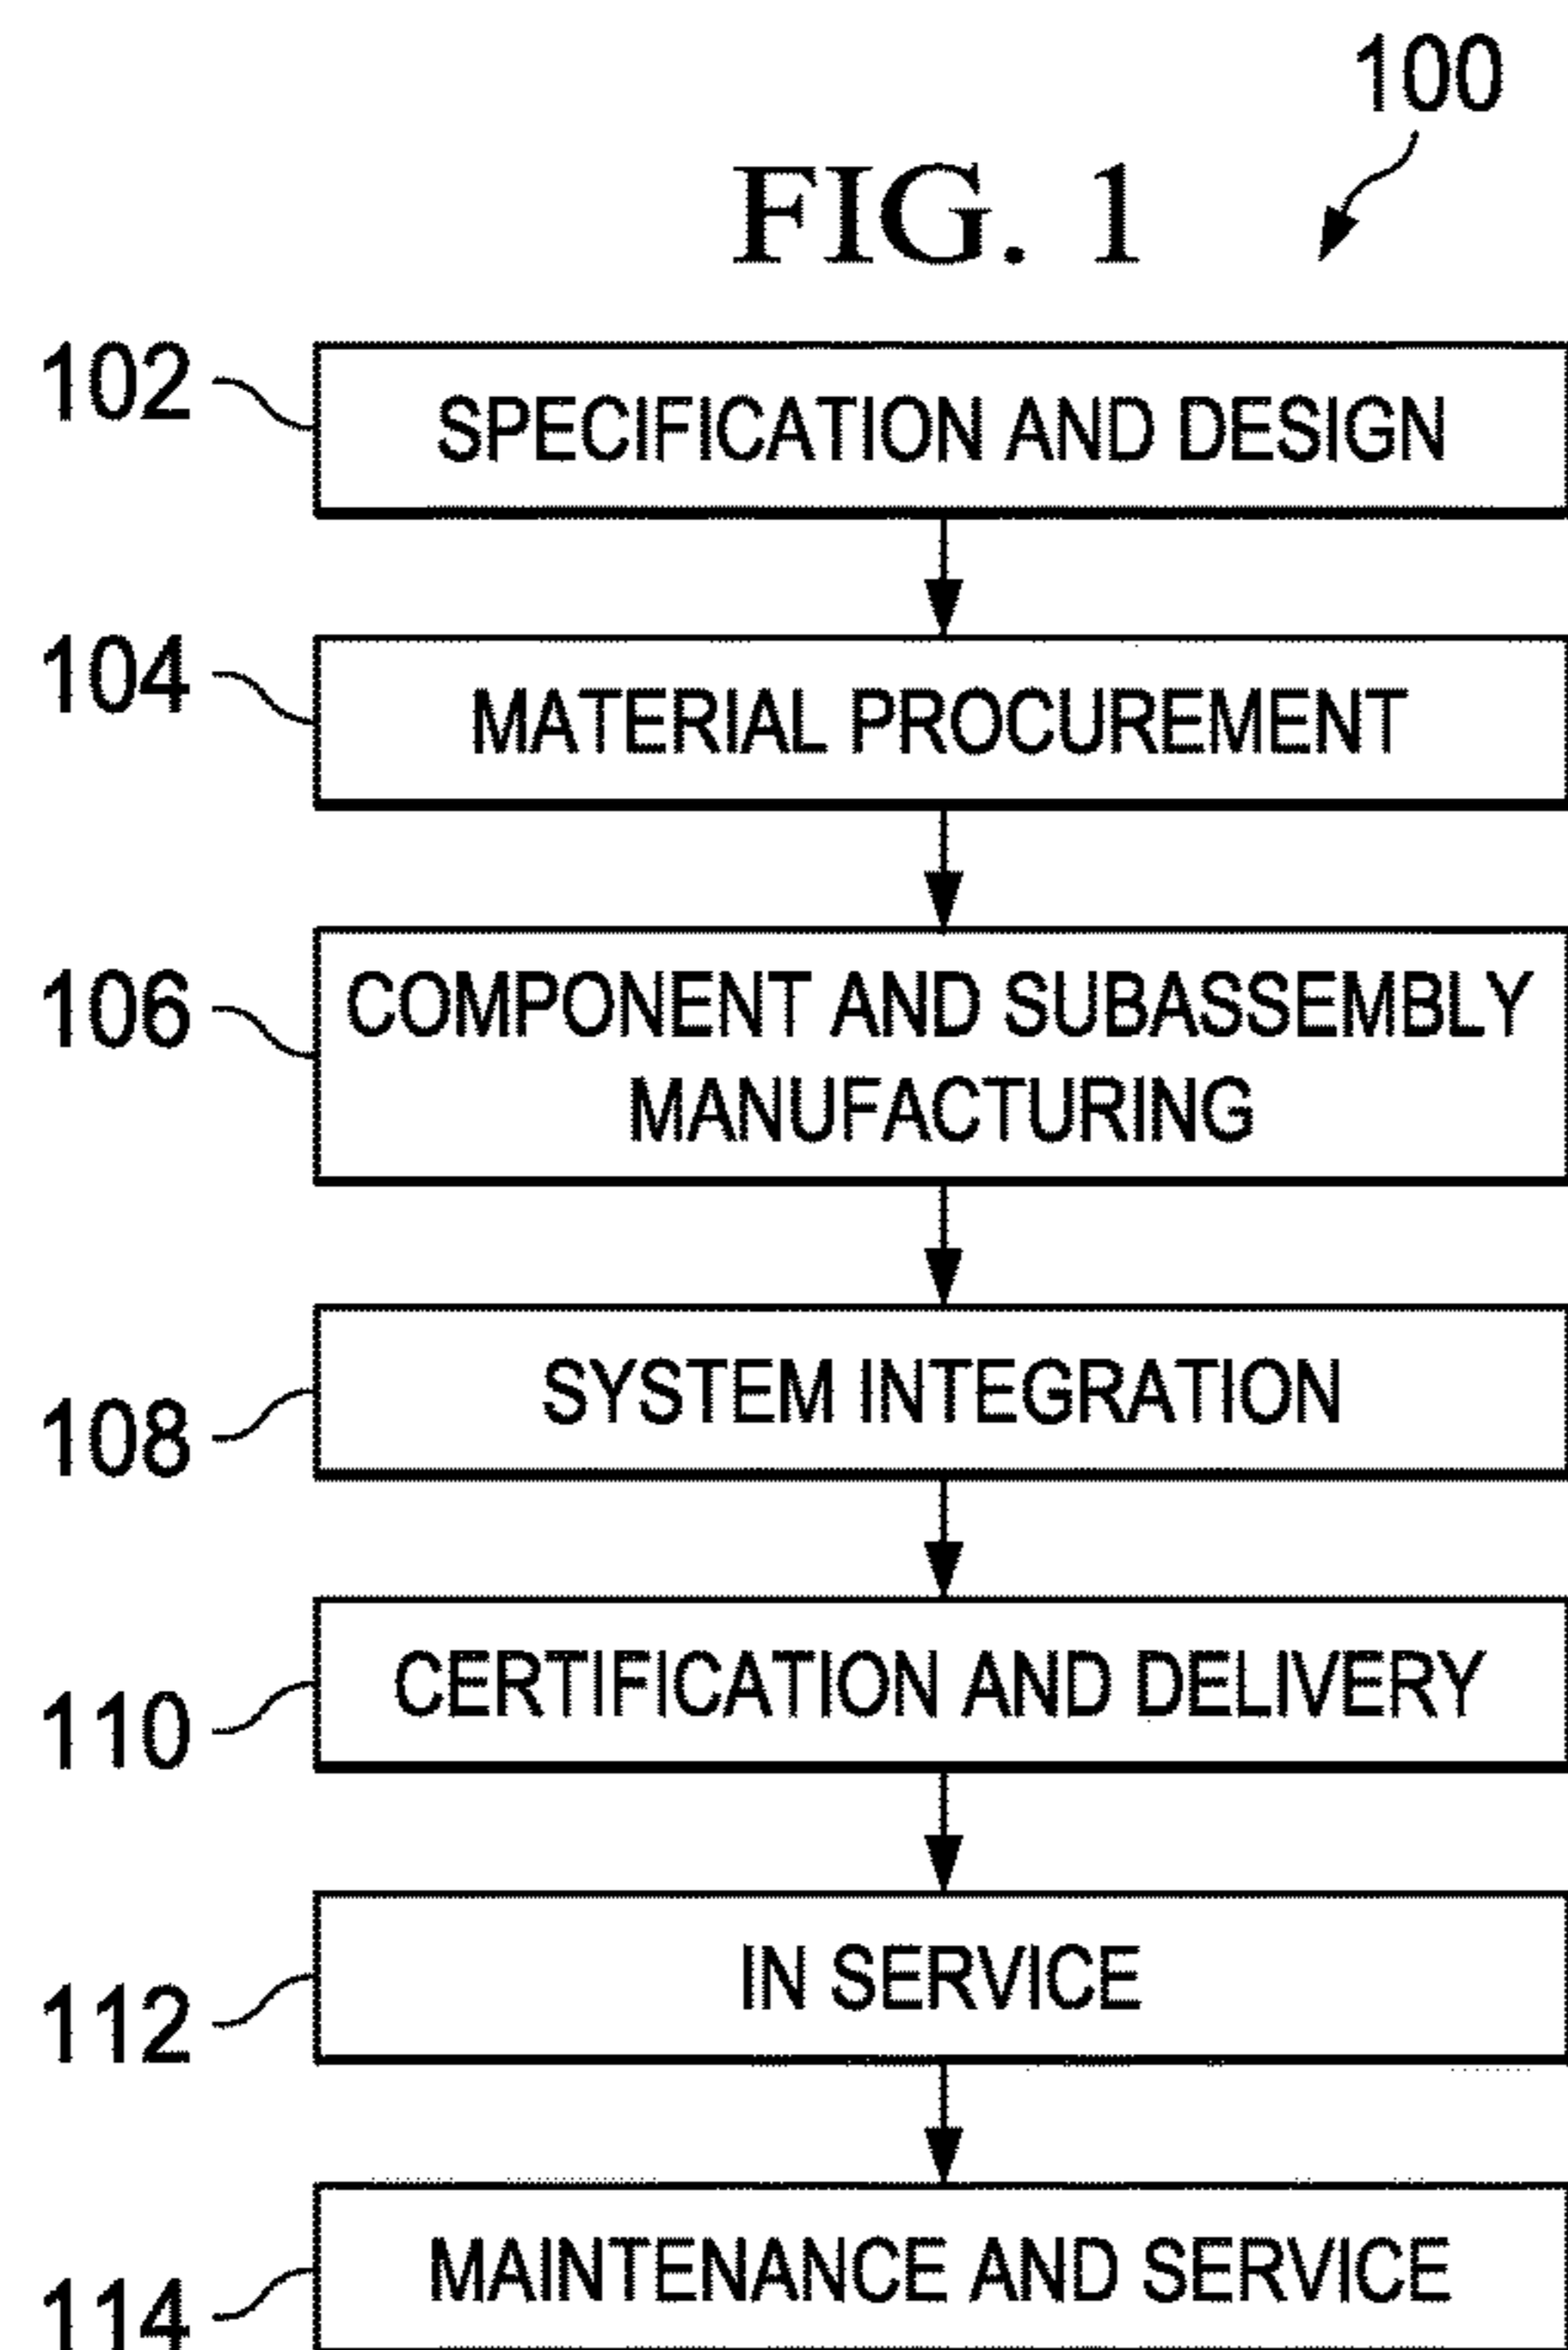 100
FIG. 1
102
SPECIFICATION AND DESIGN
104
MATERIAL PROCUREMENT
106
COMPONENT AND SUBASSEMBLY
MANUFACTURING
108
SYSTEM INTEGRATION
110
CERTIFICATION AND DELIVERY
112
IN SERVICE
114
MAINTENANCE AND SERVICE